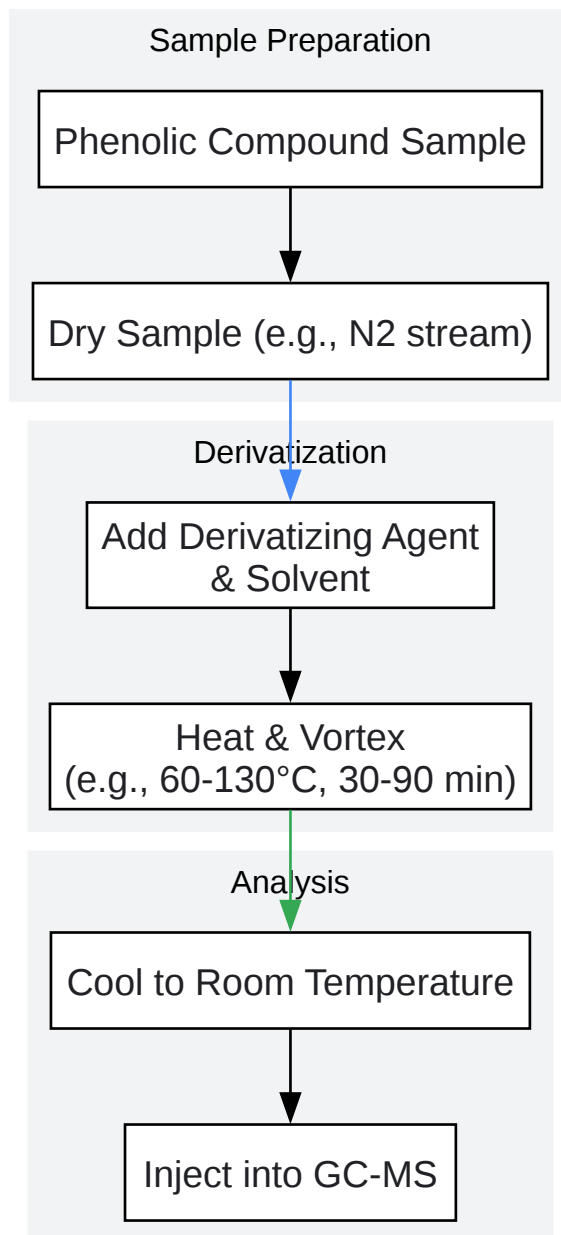 Sample Preparation
Phenolic Compound Sample
Dry Sample (e.g., N2 stream)
Derivatization
Add Derivatizing Agent
& Solvent
Heat & Vortex
(e.g., 60-130°C, 30-90 min)
Analysis
Cool to Room Temperature
Inject into GC-MS